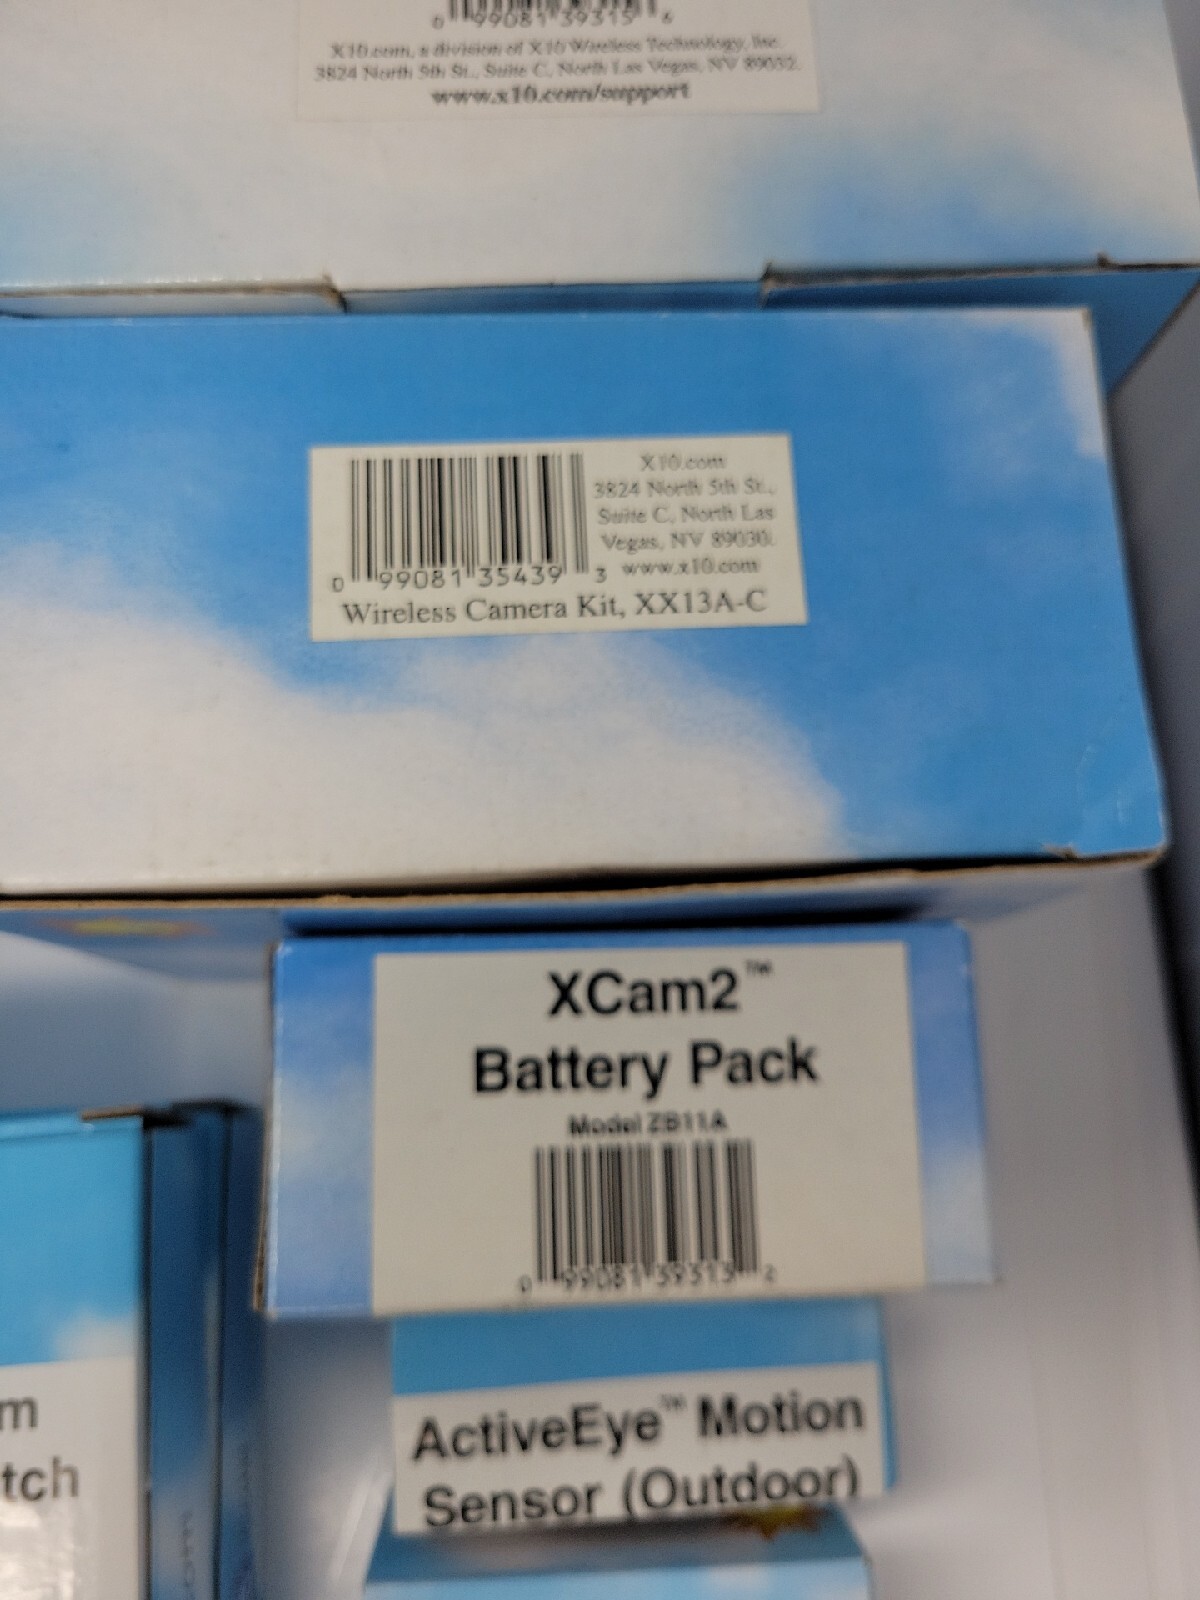 0 99081 39315 6
X10.com, a division of X10 Wireless Technology, Inc.
3824 North 5th St., Suite C, North Las Vegas, NV 89032.
www.x10.com/support
X10.com
3824 North 5th St.,
Suite C, North Las
Vegas, NV 89030.
www.x10.com
0 99081 35439 3
Wireless Camera Kit, XX13A-C
XCam2™
Battery Pack
Model ZB11A
0 99081 39313 2
ActiveEye™ Motion
Sensor (Outdoor)
m
tch